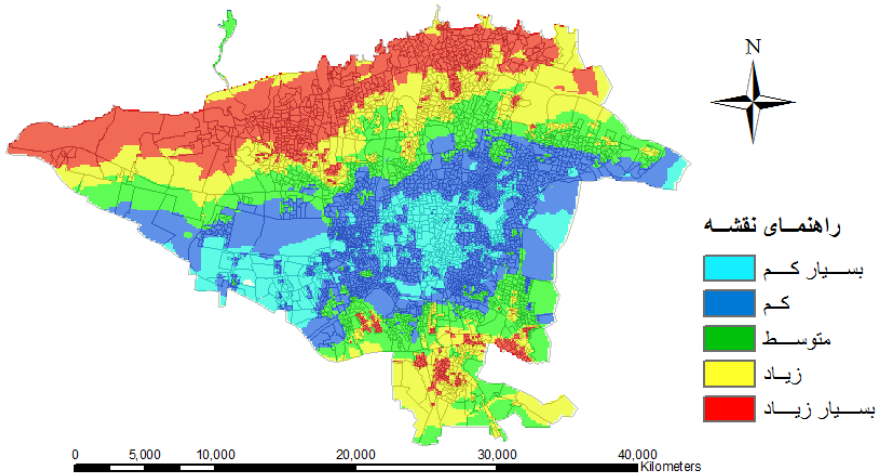 N
راهنمای نقشه
بسیار کم
کم
متوسط
زیاد
بسیار زیاد
0 5,000 10,000 20,000 30,000 40,000
Kilometers